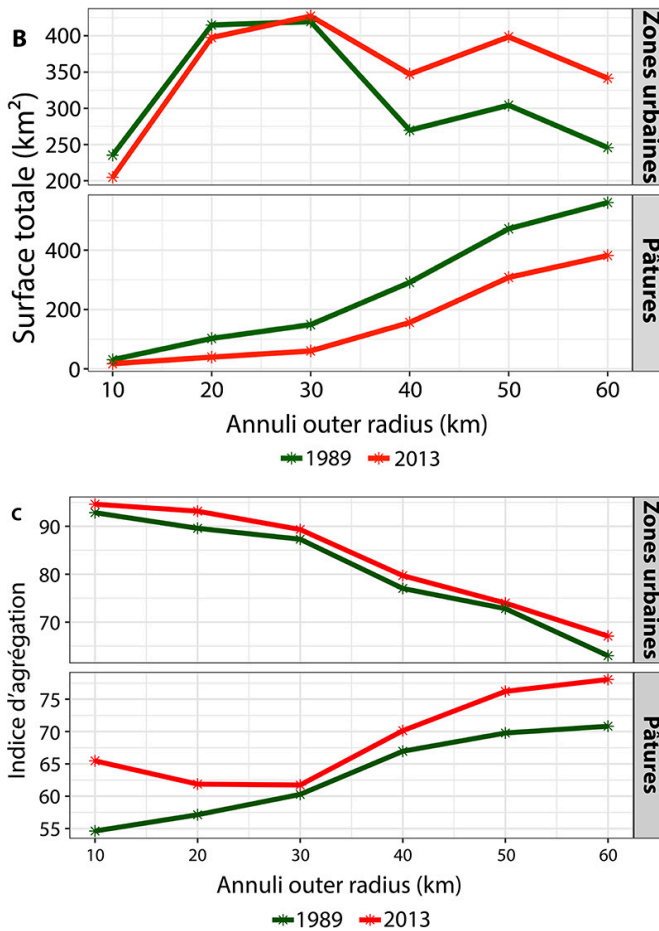 B
Surface totale (km²)
400
350
300
250
200
Zones urbaines
400
200
0
Pâtures
10 20 30 40 50 60
Annuli outer radius (km)
1989 2013
C
Indice d'agrégation
90
80
70
Zones urbaines
75
70
65
60
55
Pâtures
10 20 30 40 50 60
Annuli outer radius (km)
1989 2013